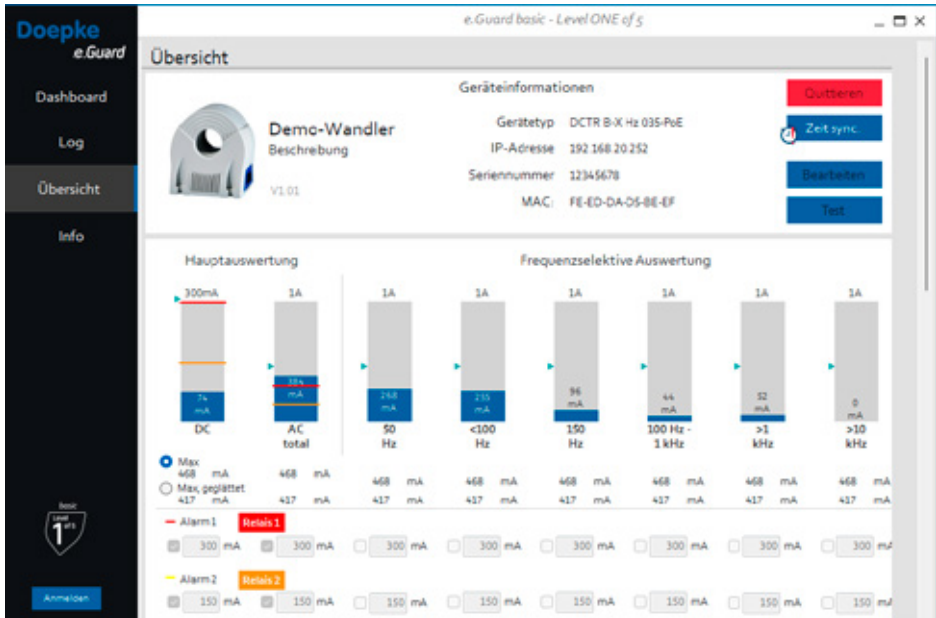 e.Guard basic - Level ONE of 5
Doepke
e.Guard
Dashboard
Log
Übersicht
Info
basic
Level
1 of 5
Anmelden
Übersicht
Demo-Wandler
Beschreibung
V1.01
Geräteinformationen
Gerätetyp DCTR B-X Hz 035-PoE
IP-Adresse 192.168.20.252
Seriennummer 12345678
MAC: FE-ED-DA-D5-BE-EF
Quittieren
Zeit sync.
Bearbeiten
Test
Hauptauswertung
Frequenzselektive Auswertung
300mA 1A 1A 1A 1A 1A 1A 1A
74 mA 384 mA 268 mA 235 mA 96 mA 44 mA 52 mA 0 mA
DC AC total 50 Hz <100 Hz 150 Hz 100 Hz - 1 kHz >1 kHz >10 kHz
Max
468 mA 468 mA 468 mA 468 mA 468 mA 468 mA 468 mA 468 mA
Max, geglättet
417 mA 417 mA 417 mA 417 mA 417 mA 417 mA 417 mA 417 mA
Alarm1 Relais 1
300 mA 300 mA 300 mA 300 mA 300 mA 300 mA 300 mA 300 mA
Alarm2 Relais 2
150 mA 150 mA 150 mA 150 mA 150 mA 150 mA 150 mA 150 mA